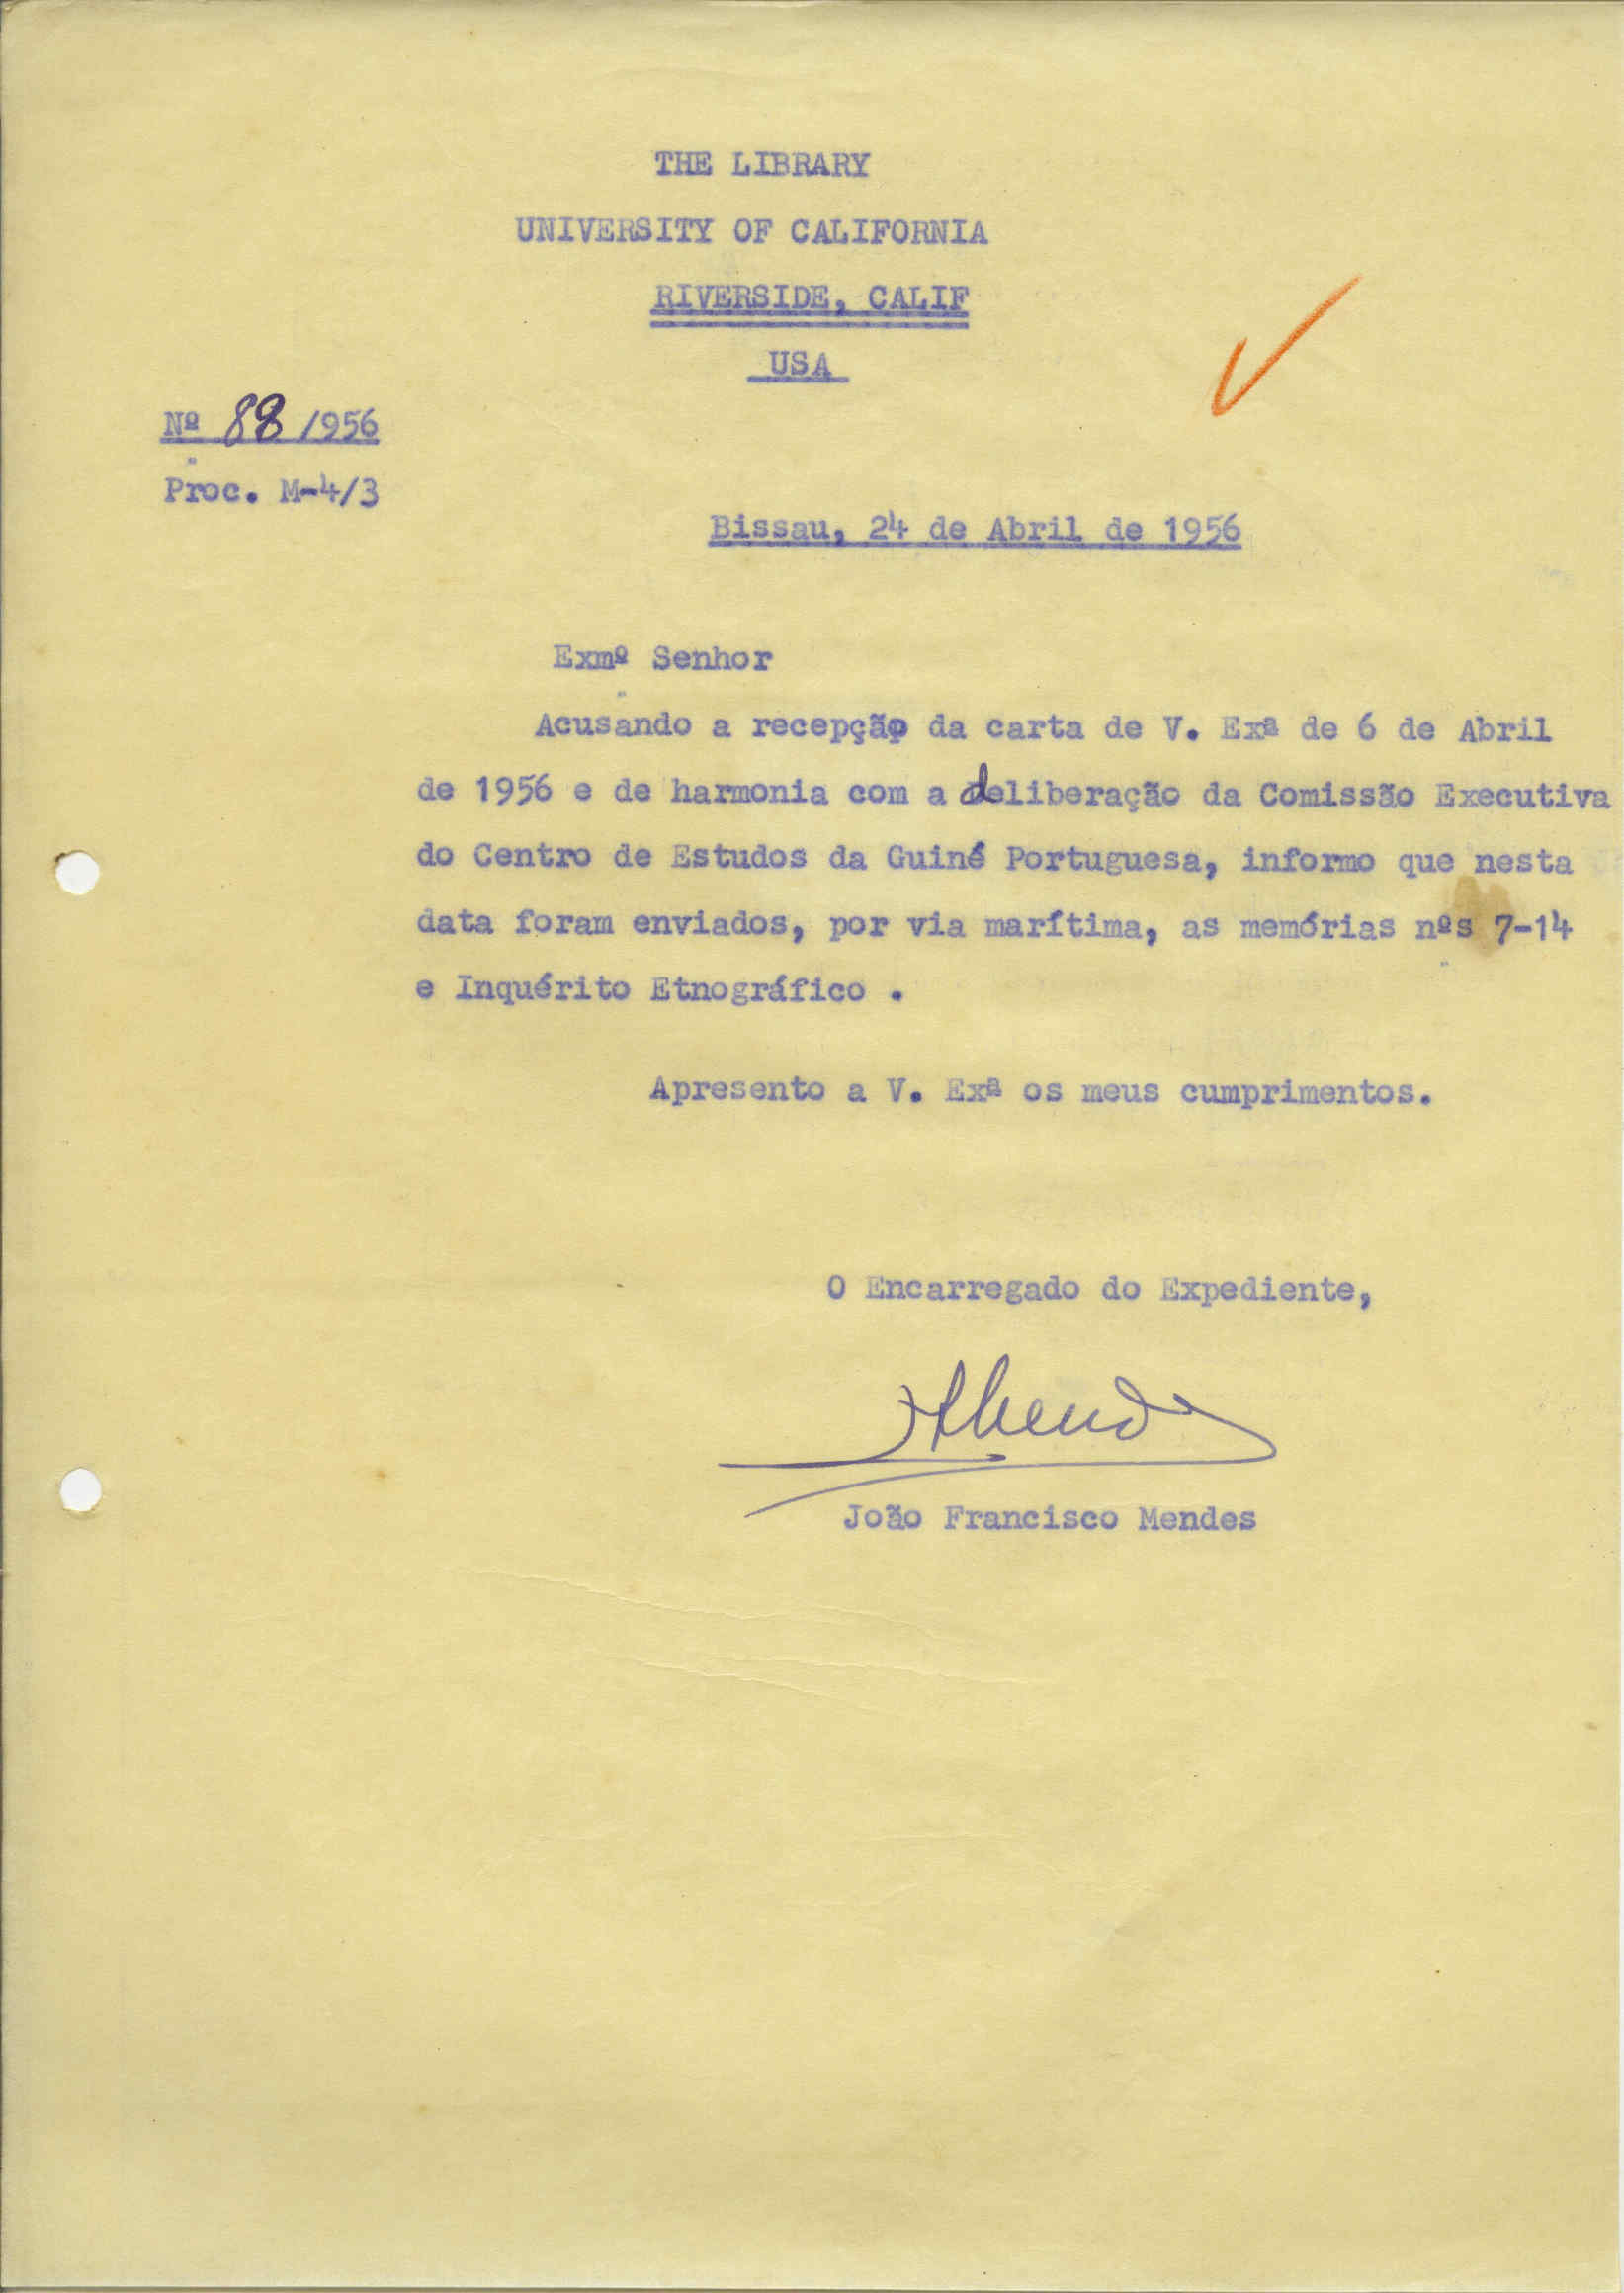 THE LIBRARY
UNIVERSITY OF CALIFORNIA
RIVERSIDE, CALIF
USA
Nº 88 /1956
Proc. M-4/3
Bissau, 24 de Abril de 1956
Exmº Senhor
Acusando a recepção da carta de V. Exª de 6 de Abril
de 1956 e de harmonia com a deliberação da Comissão Executiva
do Centro de Estudos da Guiné Portuguesa, informo que nesta
data foram enviados, por via marítima, as memórias nºs 7-14
e Inquérito Etnográfico .
Apresento a V. Exª os meus cumprimentos.
O Encarregado do Expediente,
João Francisco Mendes